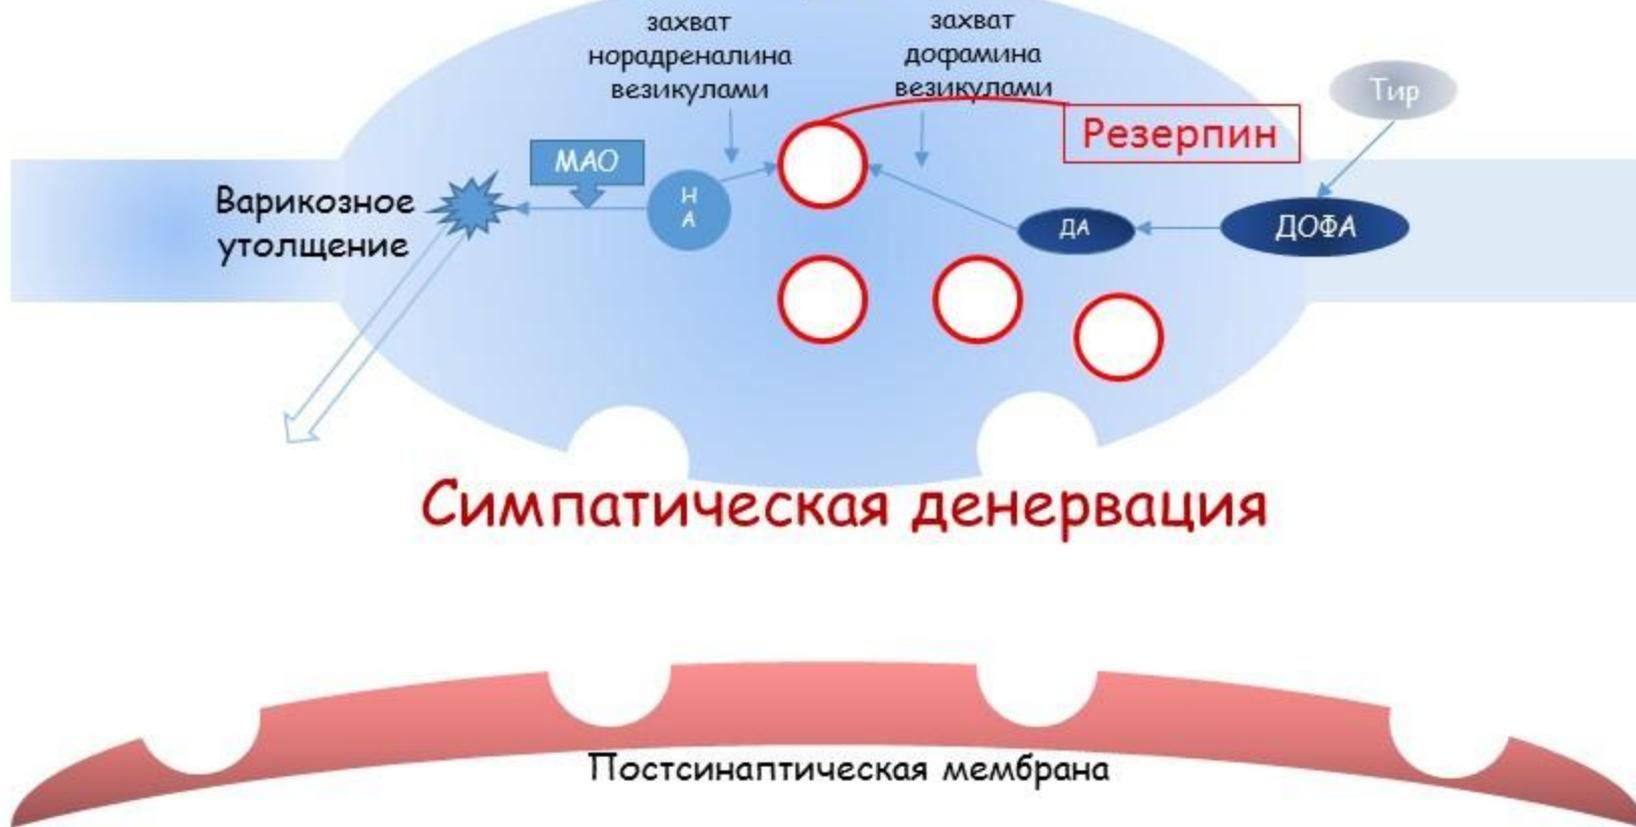 захват
норадреналина
везикулами
захват
дофамина
везикулами
Тир
Резерпин
МАО
Н
А
Варикозное
утолщение
ДА
ДОФА
Симпатическая денервация
Постсинаптическая мембрана